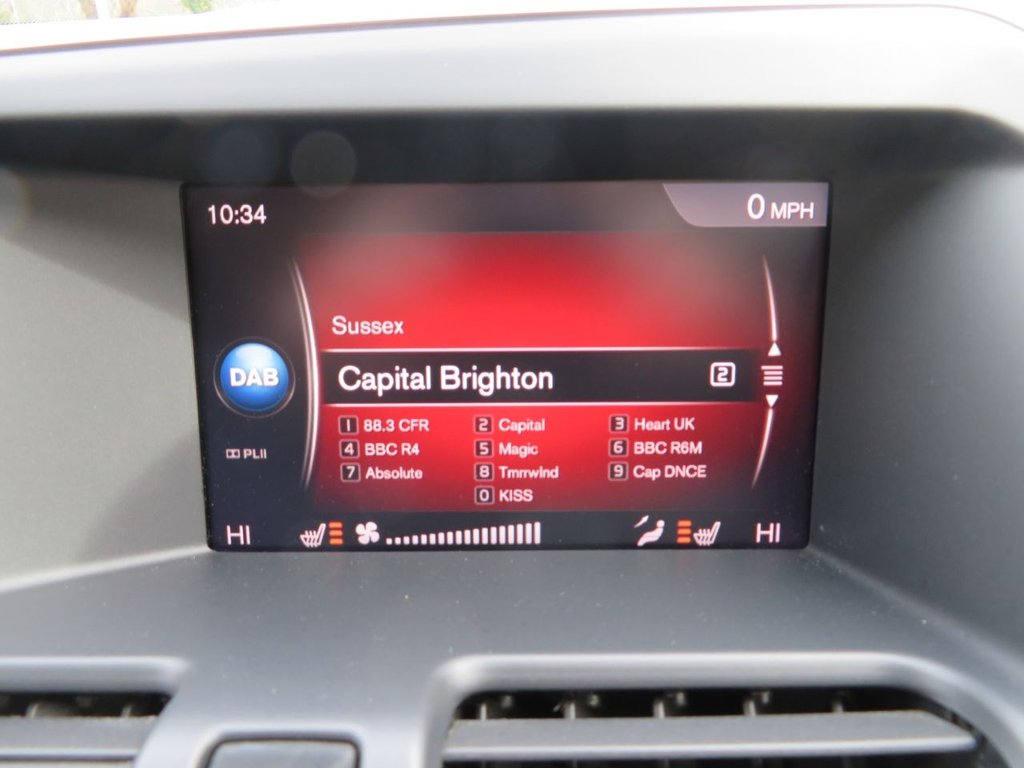 10:34
0 MPH
Sussex
DAB
Capital Brighton 2
1 88.3 CFR 2 Capital 3 Heart UK
4 BBC R4 5 Magic 6 BBC R6M
PLII
7 Absolute 8 Tmrrwlnd 9 Cap DNCE
0 KISS
HI HI